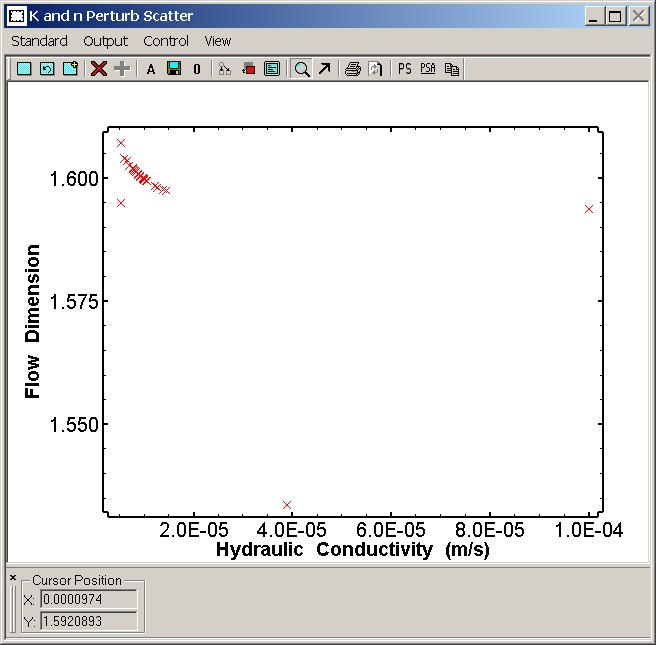 K and n Perturb Scatter
Standard Output Control View
A 0 PS PSA
1.600
1.575
1.550
Flow Dimension
2.0E-05 4.0E-05 6.0E-05 8.0E-05 1.0E-04
Hydraulic Conductivity (m/s)
Cursor Position
X: 0.0000974
Y: 1.5920893